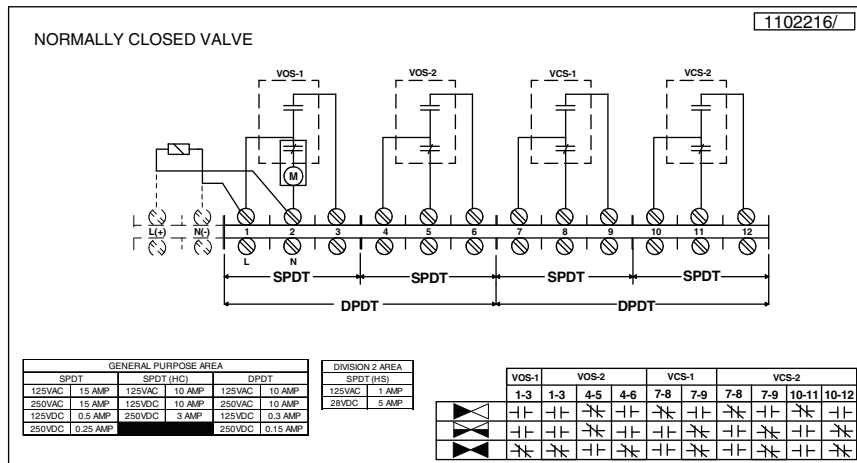 1102216/
NORMALLY CLOSED VALVE
VOS-1 VOS-2 VCS-1 VCS-2
M
L(+) N(-) 1 2 3 4 5 6 7 8 9 10 11 12
L N
SPDT SPDT SPDT SPDT
DPDT DPDT
GENERAL PURPOSE AREA
SPDT SPDT (HC) DPDT
125VAC 15 AMP 125VAC 10 AMP 125VAC 10 AMP
250VAC 15 AMP 125VDC 10 AMP 250VAC 10 AMP
125VDC 0.5 AMP 250VDC 3 AMP 125VDC 0.3 AMP
250VDC 0.25 AMP 250VDC 0.15 AMP
DIVISION 2 AREA
SPDT (HS)
125VAC 1 AMP
28VDC 5 AMP
VOS-1 VOS-2 VCS-1 VCS-2
1-3 1-3 4-5 4-6 7-8 7-9 7-8 7-9 10-11 10-12